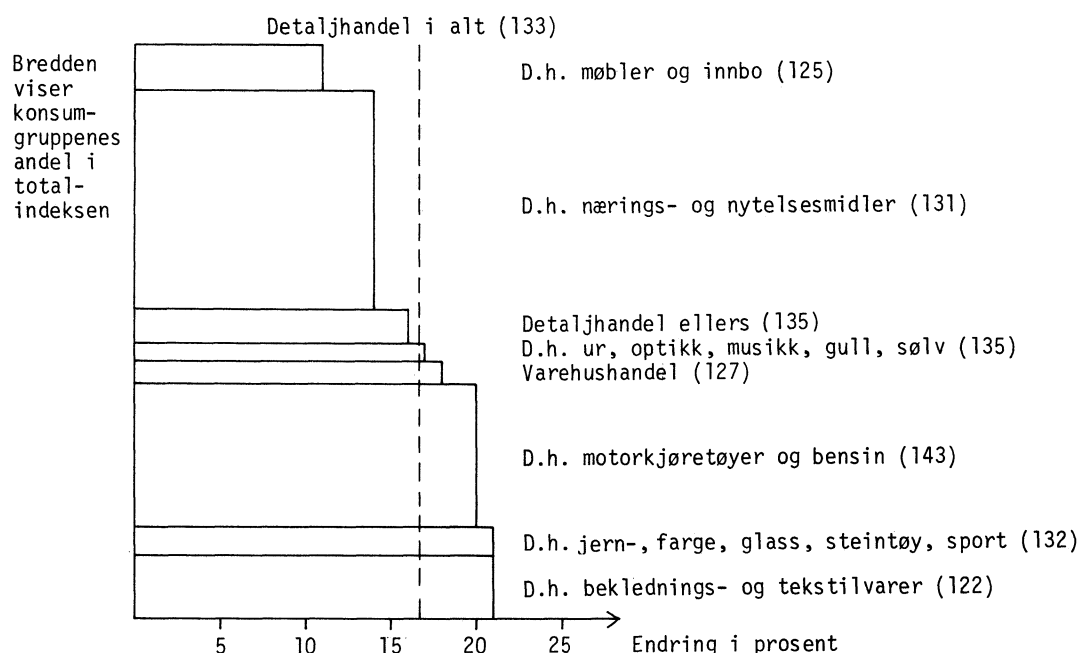 Detaljhandel i alt (133)
Bredden
viser
konsum-
gruppenes
andel i
total-
indeksen
D.h. møbler og innbo (125)
D.h. nærings- og nytelsesmidler (131)
Detaljhandel ellers (135)
D.h. ur, optikk, musikk, gull, sølv (135)
Varehushandel (127)
D.h. motorkjøretøyer og bensin (143)
D.h. jern-, farge, glass, steintøy, sport (132)
D.h. beklednings- og tekstilvarer (122)
5 10 15 20 25 Endring i prosent